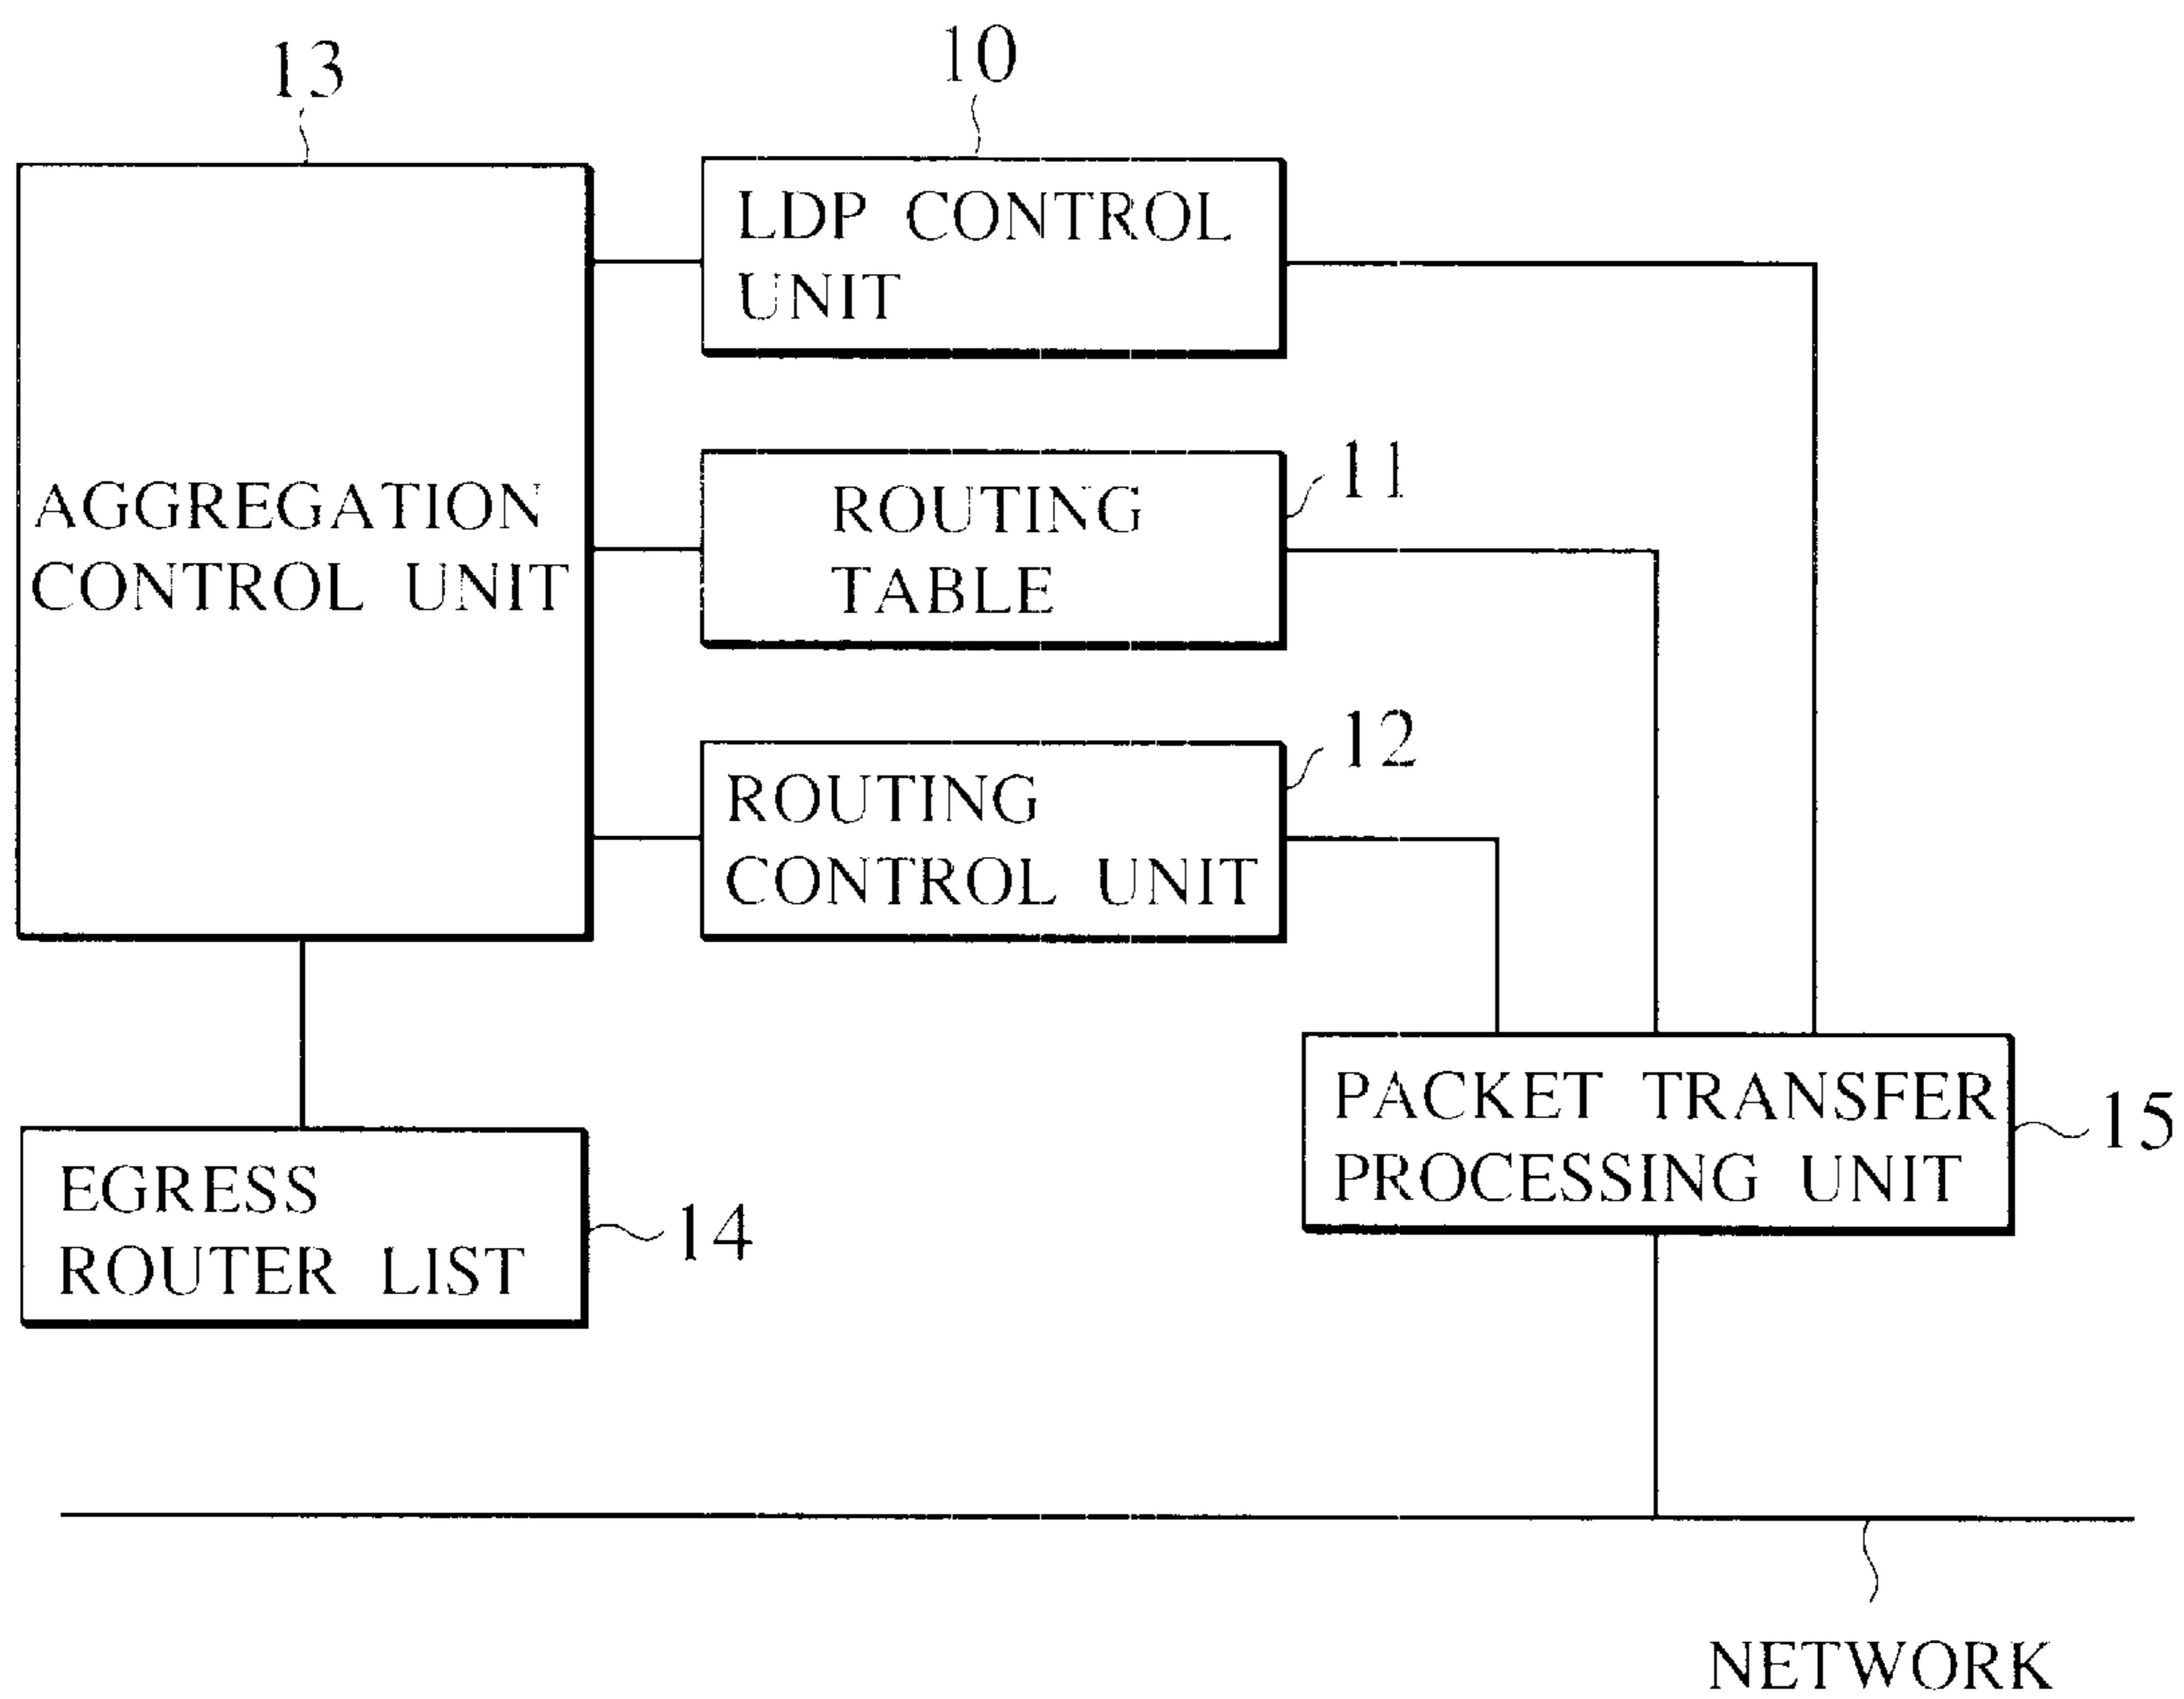 13
10
LDP CONTROL
UNIT
AGGREGATION
CONTROL UNIT
11
ROUTING
TABLE
12
ROUTING
CONTROL UNIT
PACKET TRANSFER
PROCESSING UNIT
15
EGRESS
ROUTER LIST
14
NETWORK